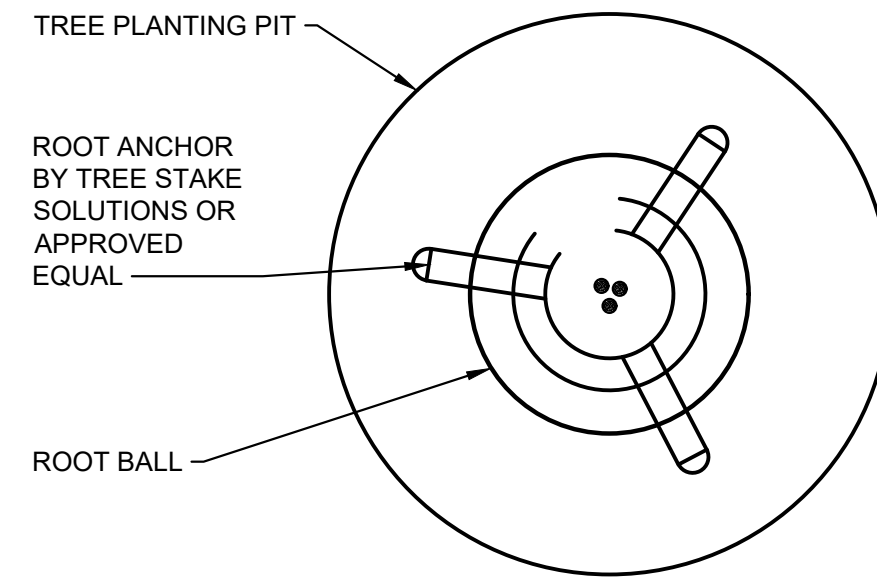 TREE PLANTING PIT
ROOT ANCHOR
BY TREE STAKE
SOLUTIONS OR
APPROVED
EQUAL
ROOT BALL